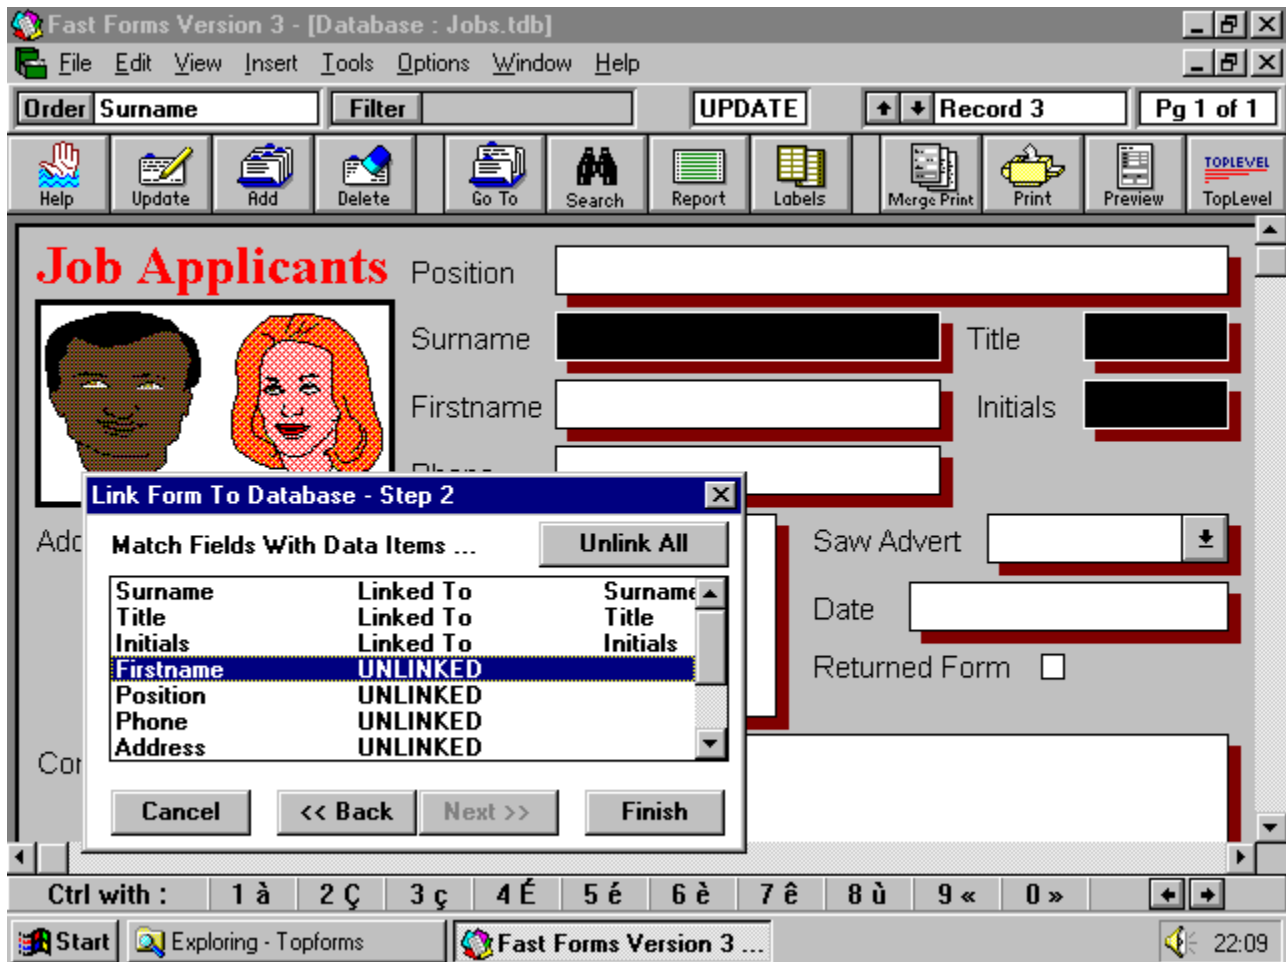 Fast Forms Version 3 - [Database : Jobs.tdb]
File Edit View Insert Tools Options Window Help
Order Surname Filter UPDATE Record 3 Pg 1 of 1
TOPLEVEL
Help Update Add Delete Go To Search Report Labels Merge Print Print Preview TopLevel
Job Applicants Position
Surname Title
Firstname Initials
Phone
Link Form To Database - Step 2
Match Fields With Data Items ... Unlink All
Surname Linked To Surname
Title Linked To Title
Initials Linked To Initials
Firstname UNLINKED
Position UNLINKED
Phone UNLINKED
Address UNLINKED
Cancel << Back Next >> Finish
Add
Saw Advert
Date
Returned Form
Cor
Ctrl with : 1 à 2 Ç 3 ç 4 É 5 é 6 è 7 ê 8 ù 9 « 0 »
Start Exploring - Topforms Fast Forms Version 3 ... 22:09